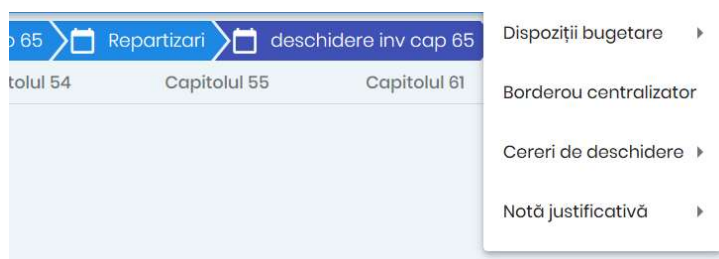 65 Repartizari deschidere inv cap 65
Capitolul 55 Capitolul 61
54
Dispoziții bugetare
Borderou centralizator
Cereri de deschidere
Notă justificativă